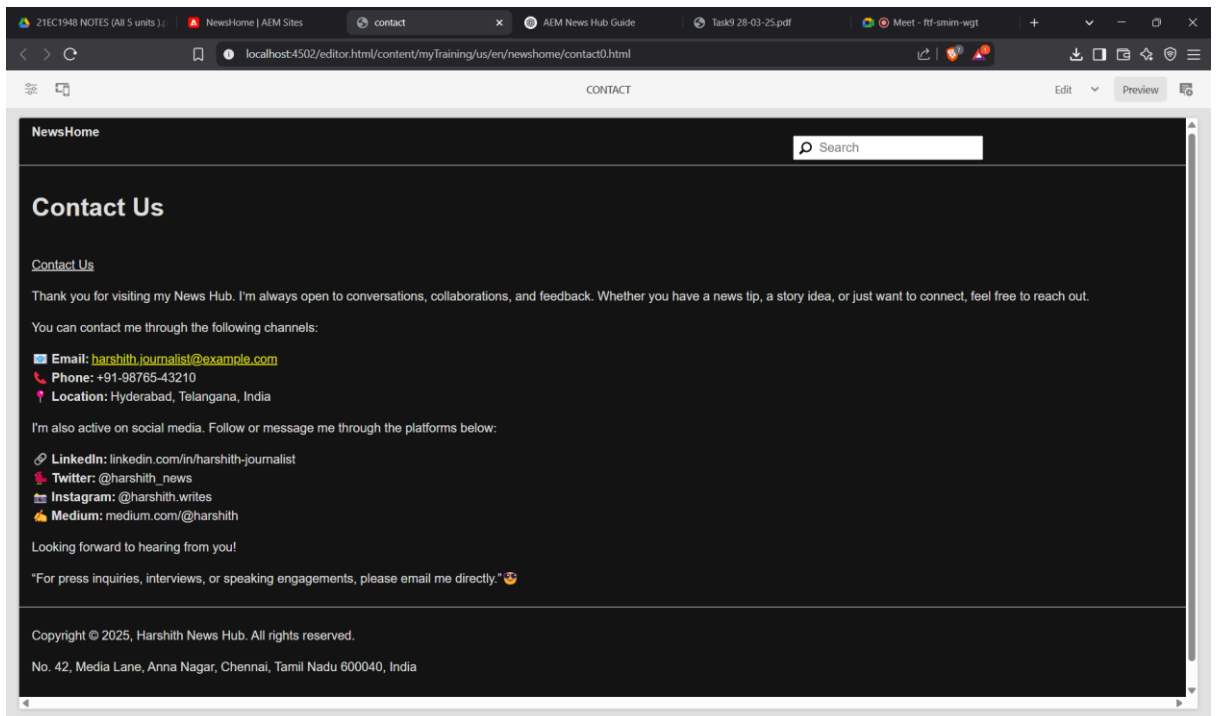 21EC1948 NOTES (All 5 units ).p
NewsHome | AEM Sites
contact
AEM News Hub Guide
Task9 28-03-25.pdf
Meet - ftf-smim-wgt
localhost:4502/editor.html/content/myTraining/us/en/newshome/contact0.html
CONTACT
Edit
Preview
NewsHome
Search
Contact Us
Contact Us
Thank you for visiting my News Hub. I'm always open to conversations, collaborations, and feedback. Whether you have a news tip, a story idea, or just want to connect, feel free to reach out.
You can contact me through the following channels:
📧 Email: harshith.journalist@example.com
📞 Phone: +91-98765-43210
📍 Location: Hyderabad, Telangana, India
I'm also active on social media. Follow or message me through the platforms below:
🔗 LinkedIn: linkedin.com/in/harshith-journalist
🐦 Twitter: @harshith_news
📸 Instagram: @harshith.writes
✍️ Medium: medium.com/@harshith
Looking forward to hearing from you!
“For press inquiries, interviews, or speaking engagements, please email me directly.”
Copyright © 2025, Harshith News Hub. All rights reserved.
No. 42, Media Lane, Anna Nagar, Chennai, Tamil Nadu 600040, India